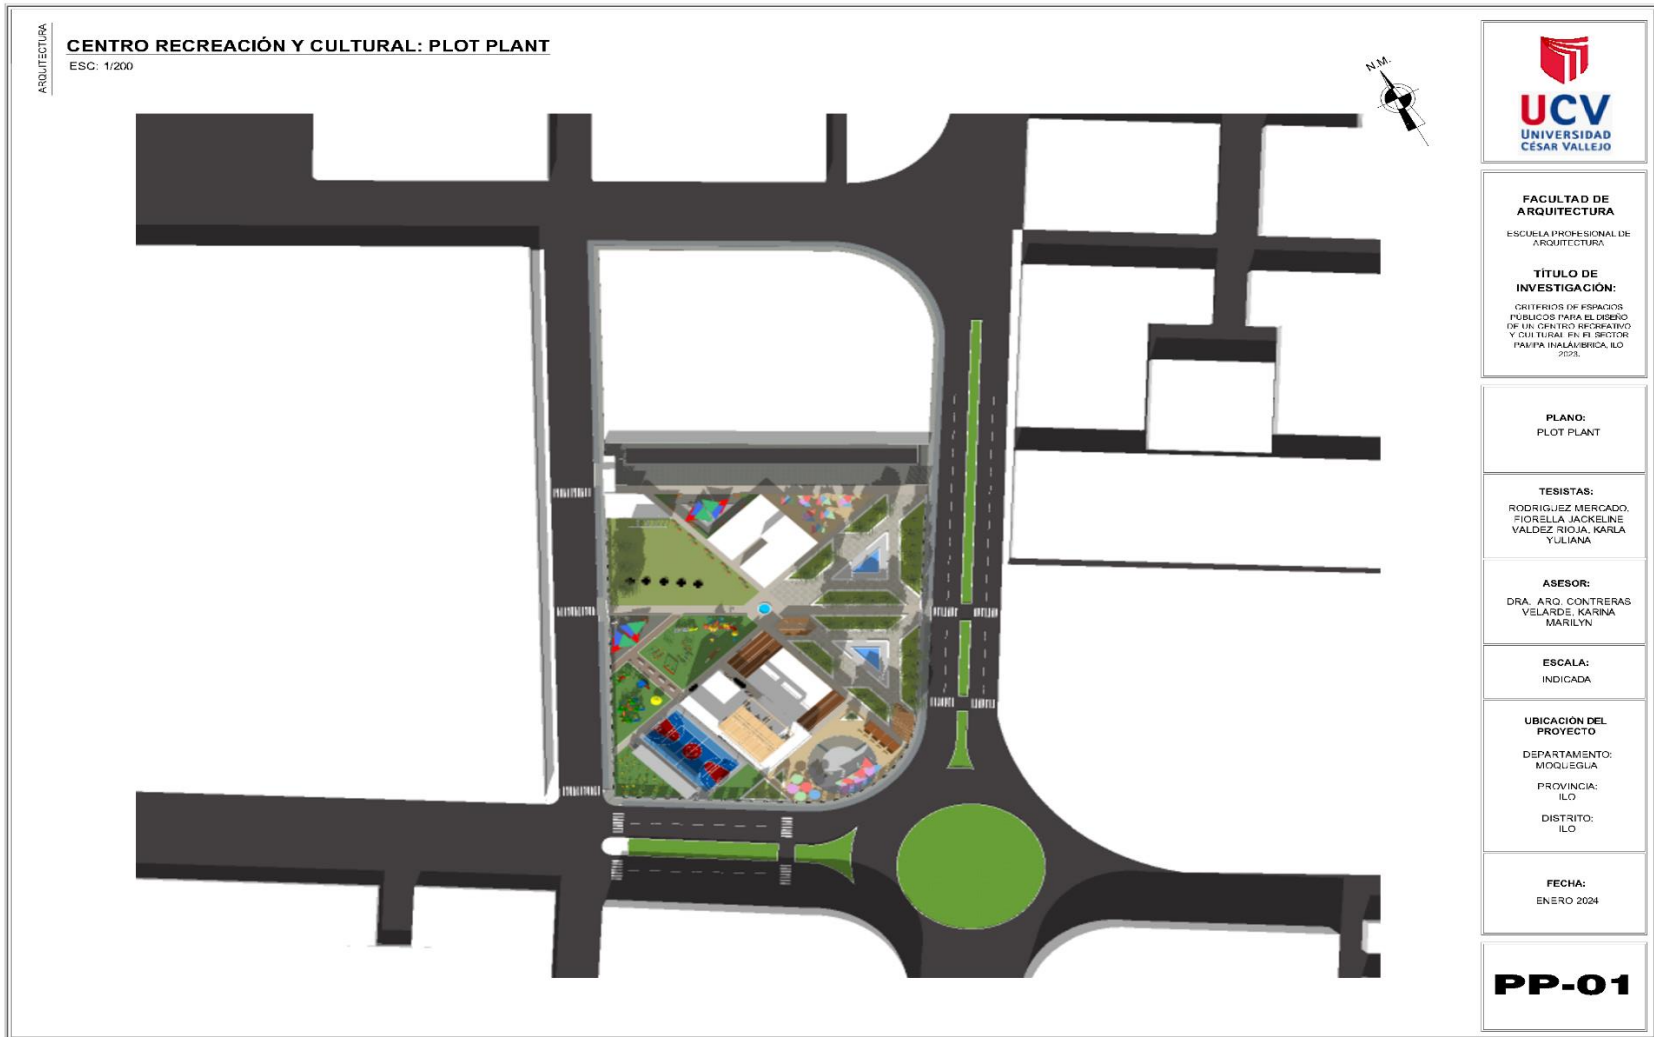 ARQUITECTURA
CENTRO RECREACIÓN Y CULTURAL: PLOT PLANT
ESC: 1/200
N.M.
UCV
UNIVERSIDAD
CÉSAR VALLEJO
FACULTAD DE
ARQUITECTURA
ESCUELA PROFESIONAL DE
ARQUITECTURA
TÍTULO DE
INVESTIGACIÓN:
CRITERIOS DE ESPACIOS
PÚBLICOS PARA EL DISEÑO
DE UN CENTRO RECREATIVO
Y CULTURAL EN EL SECTOR
PAMPA INALÁMBRICA, ILO
2023.
PLANO:
PLOT PLANT
TESISTAS:
RODRIGUEZ MERCADO,
FIORELLA JACKELINE
VALDEZ RIOJA, KARLA
YULIANA
ASESOR:
DRA. ARQ. CONTRERAS
VELARDE, KARINA
MARILYN
ESCALA:
INDICADA
UBICACIÓN DEL
PROYECTO
DEPARTAMENTO:
MOQUEGUA
PROVINCIA:
ILO
DISTRITO:
ILO
FECHA:
ENERO 2024
PP-01